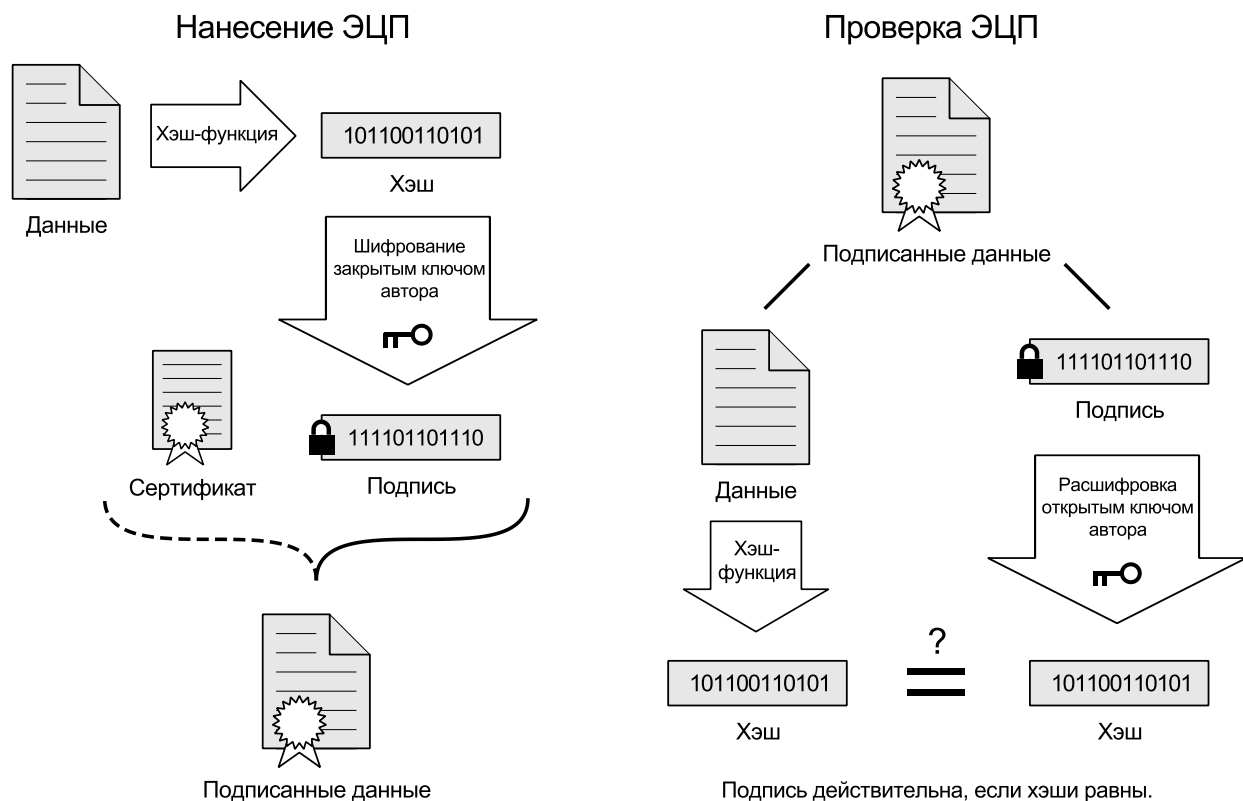 Нанесение ЭЦП
Данные
Хэш-функция
101100110101
Хэш
Шифрование
закрытым ключом
автора
Сертификат
111101101110
Подпись
Подписанные данные
Проверка ЭЦП
Подписанные данные
Данные
111101101110
Подпись
Хэш-
функция
Расшифровка
открытым ключом
автора
101100110101
Хэш
?
101100110101
Хэш
Подпись действительна, если хэши равны.